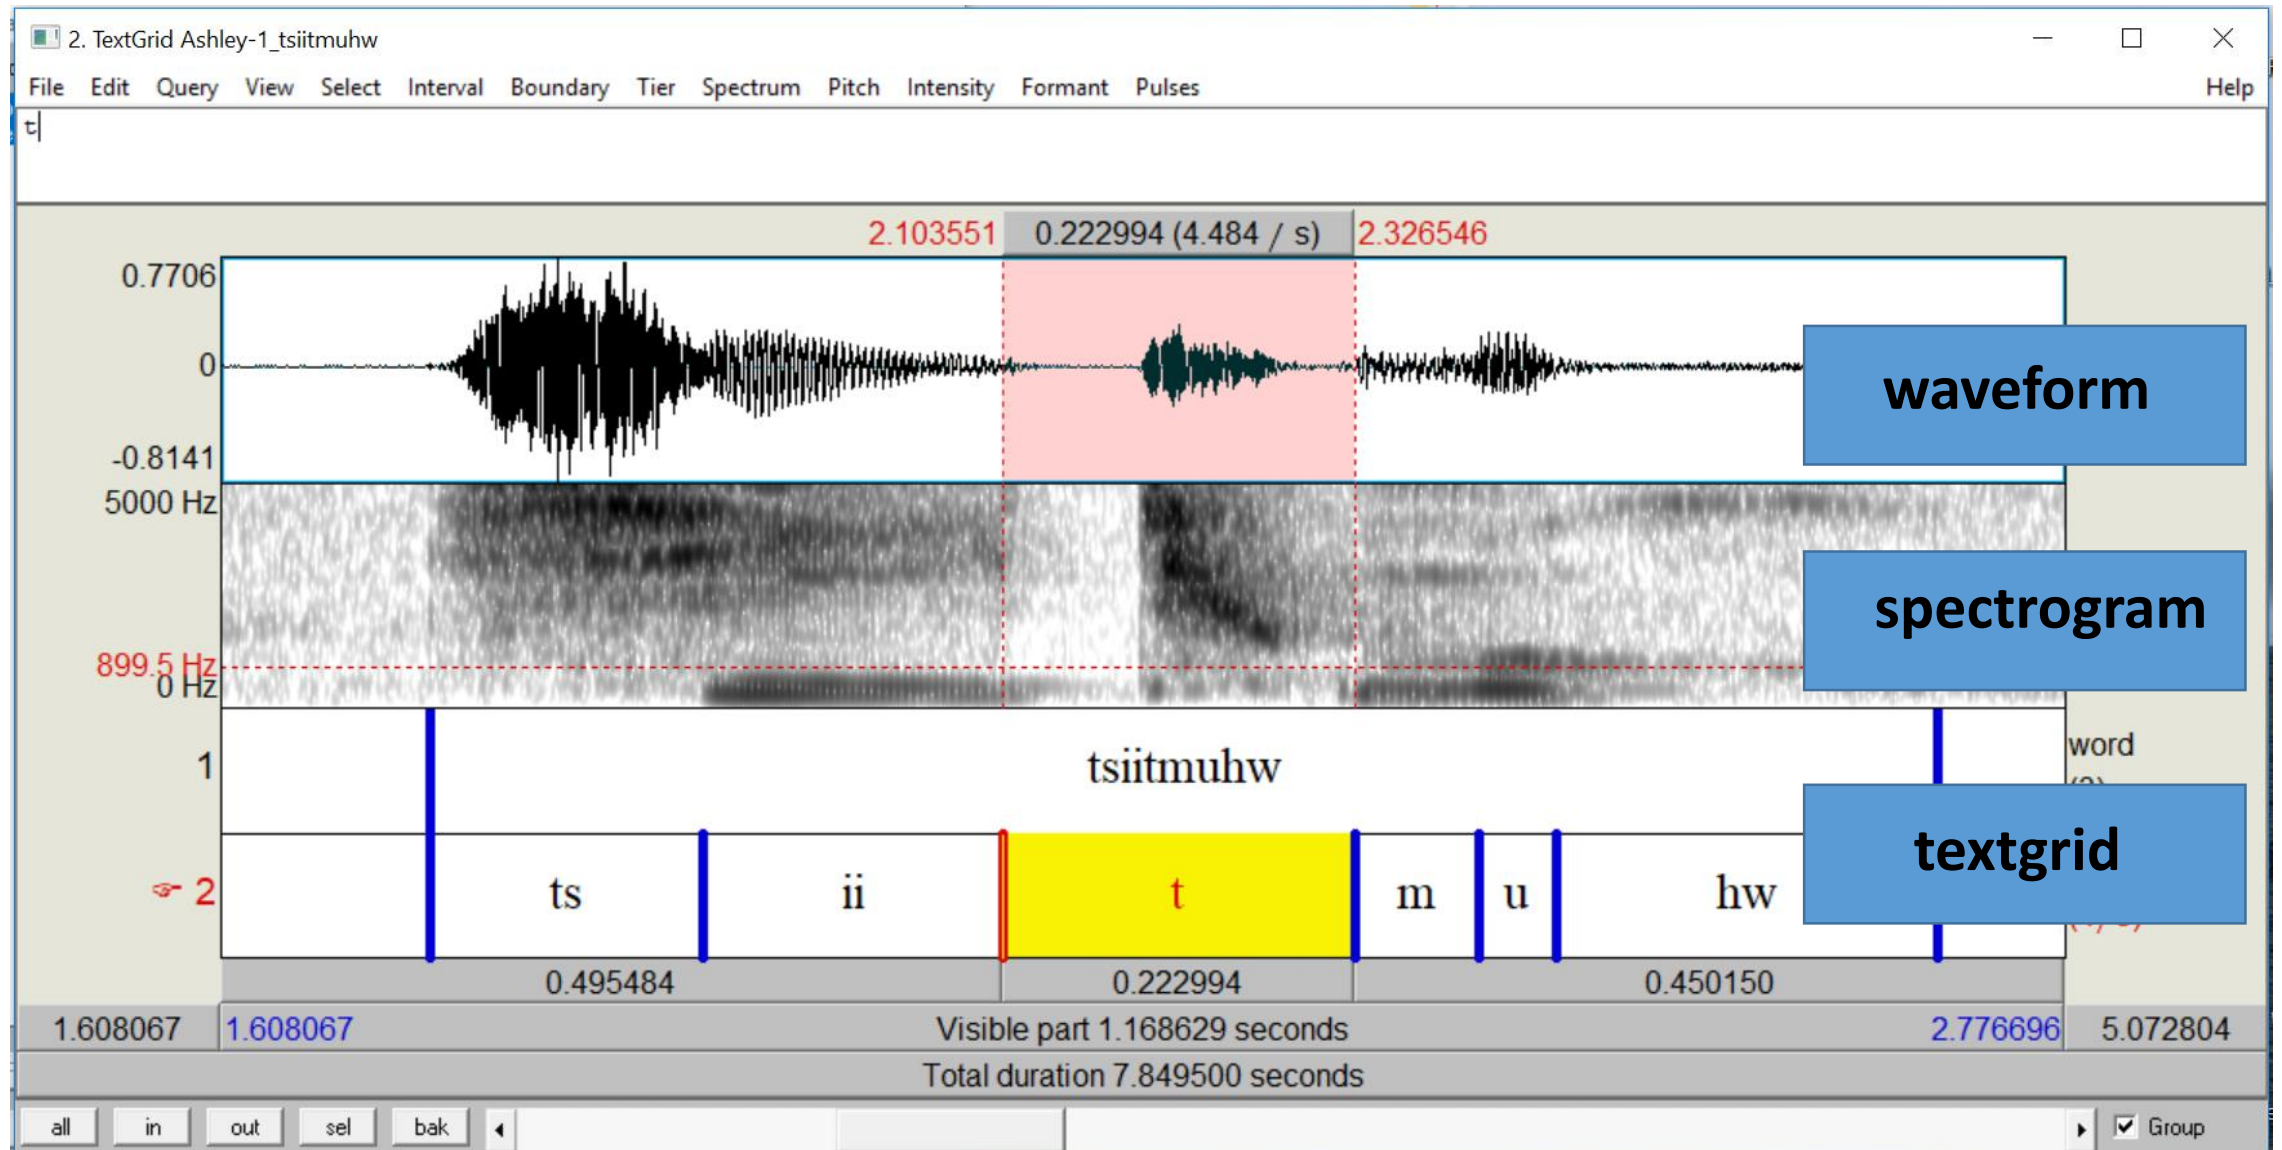 2. TextGrid Ashley-1_tsiitmuhw
File Edit Query View Select Interval Boundary Tier Spectrum Pitch Intensity Formant Pulses Help
t
2.103551 0.222994 (4.484 / s) 2.326546
0.7706
0
-0.8141
waveform
5000 Hz
899.5 Hz
0 Hz
spectrogram
1 tsiitmuhw word
textgrid
2 ts ii t m u hw
0.495484 0.222994 0.450150
1.608067 1.608067 Visible part 1.168629 seconds 2.776696 5.072804
Total duration 7.849500 seconds
all in out sel bak Group